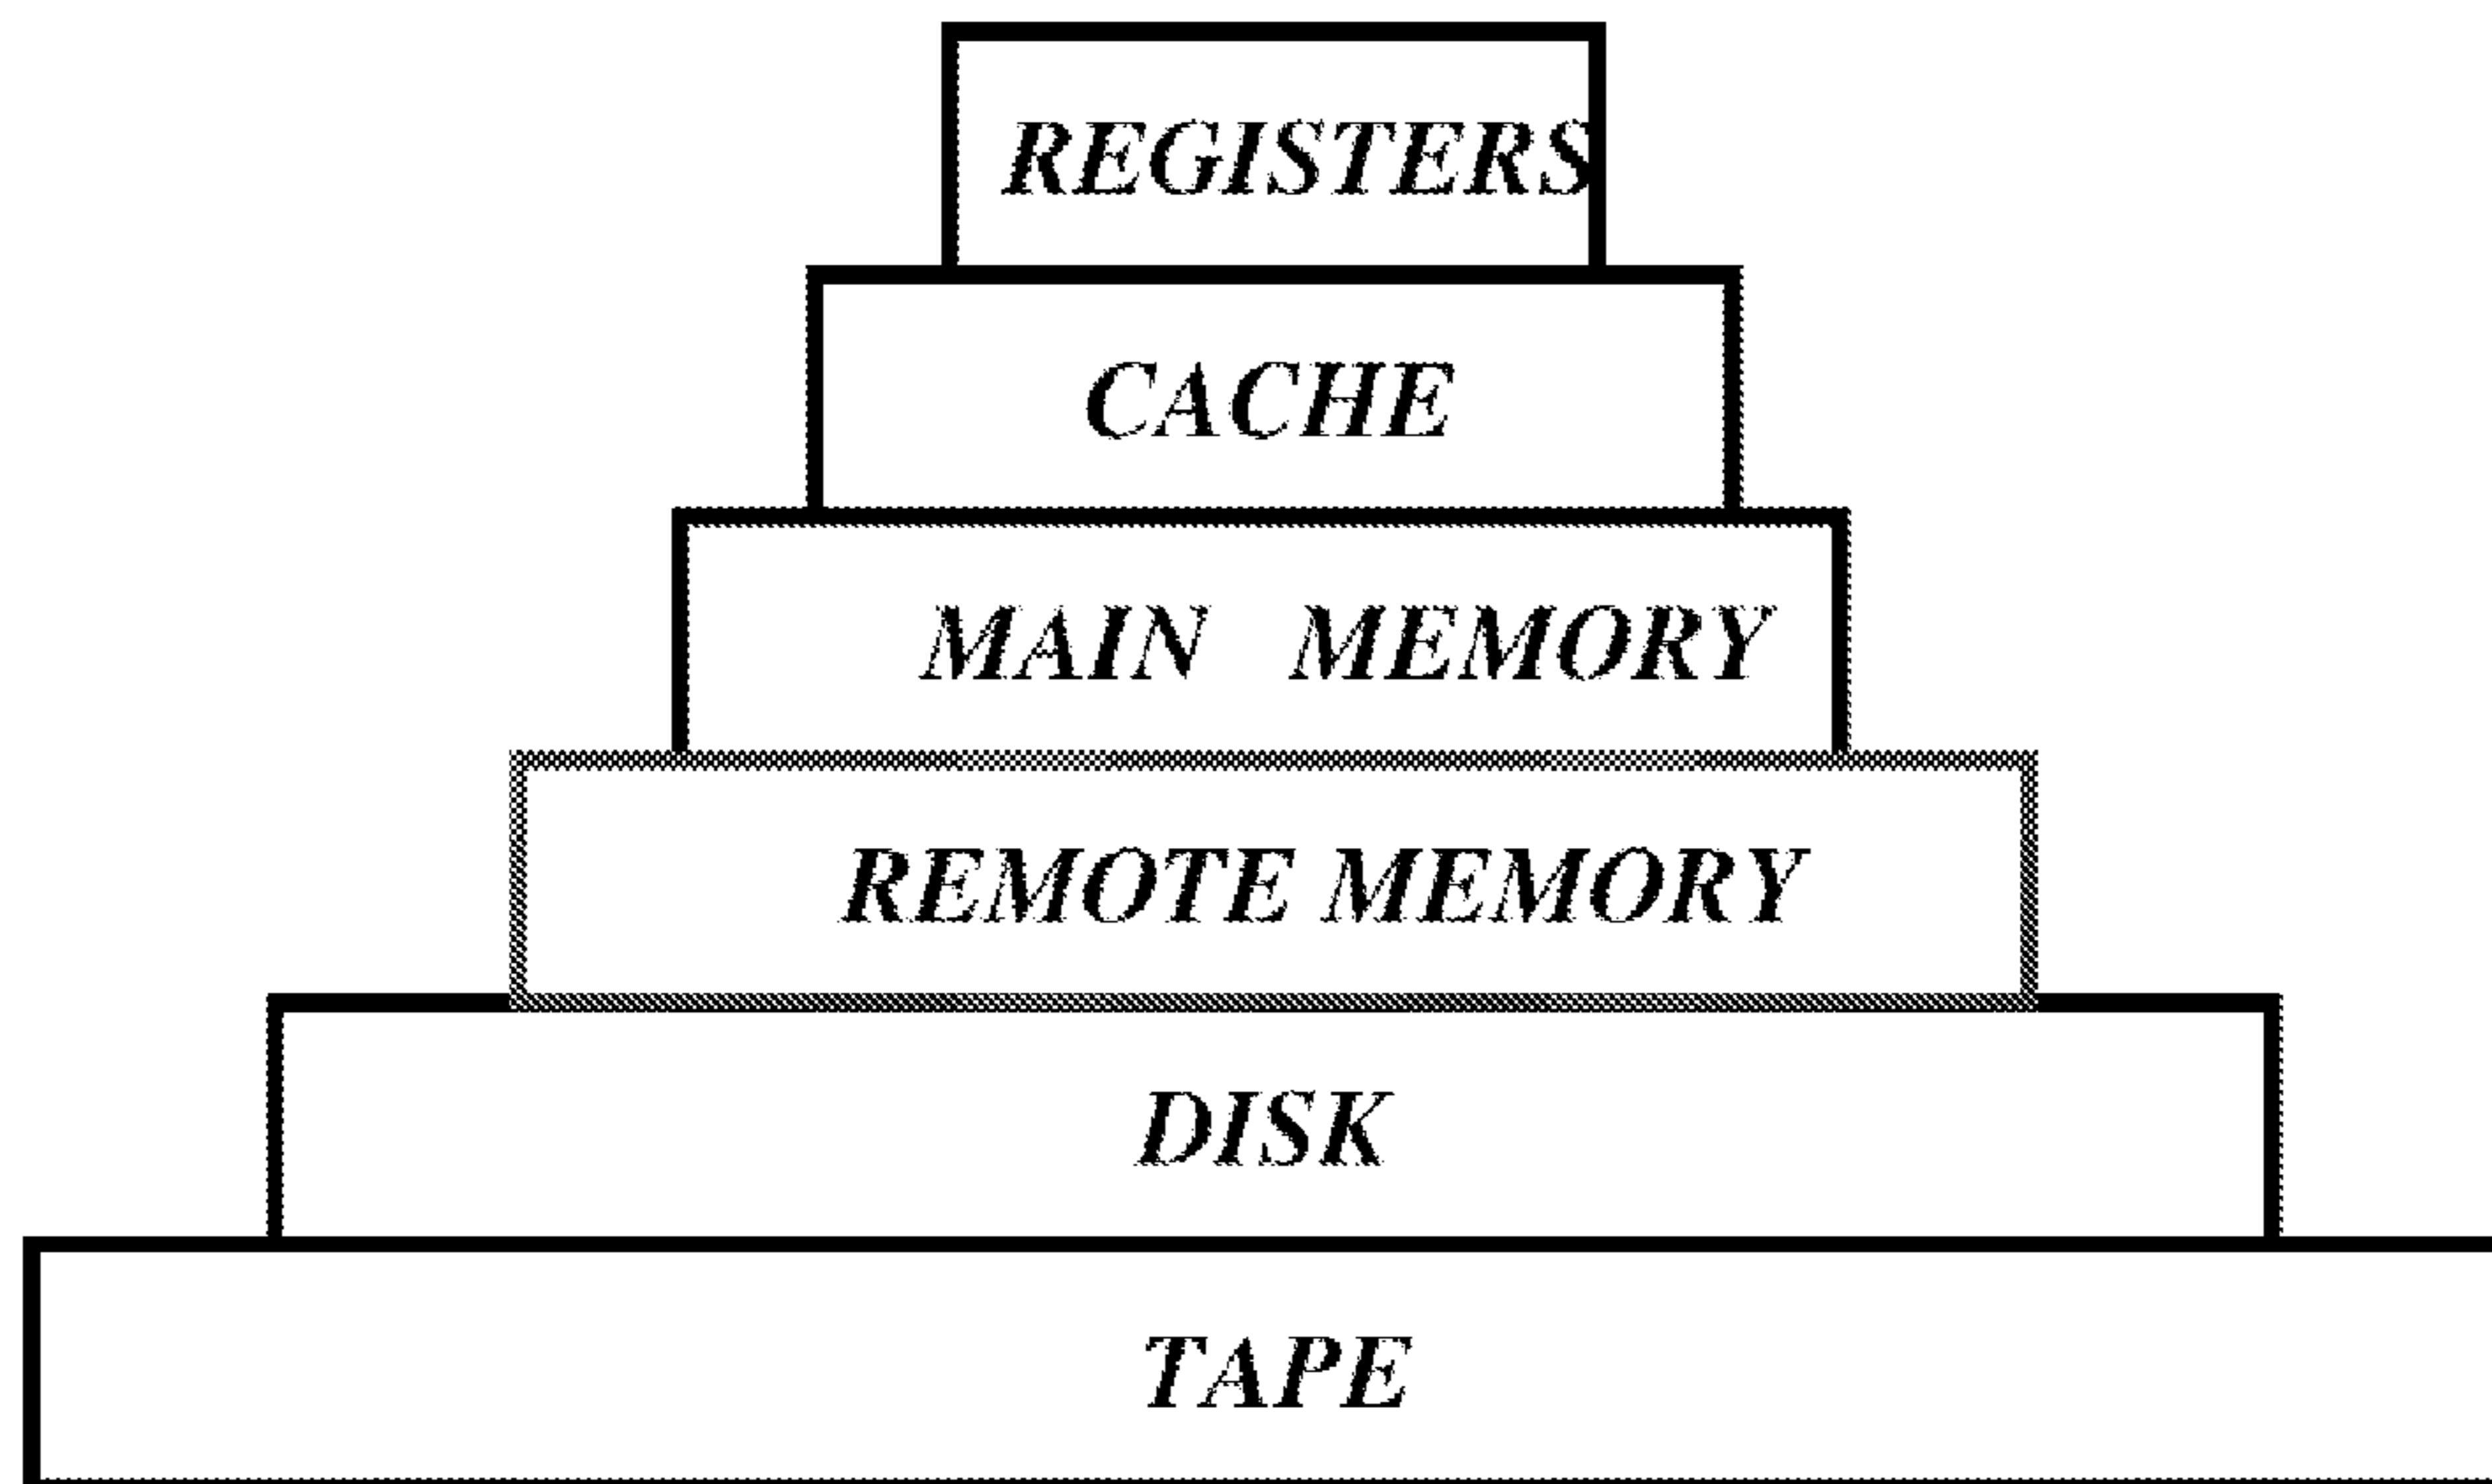 REGISTERS
CACHE
MAIN MEMORY
REMOTE MEMORY
DISK
TAPE